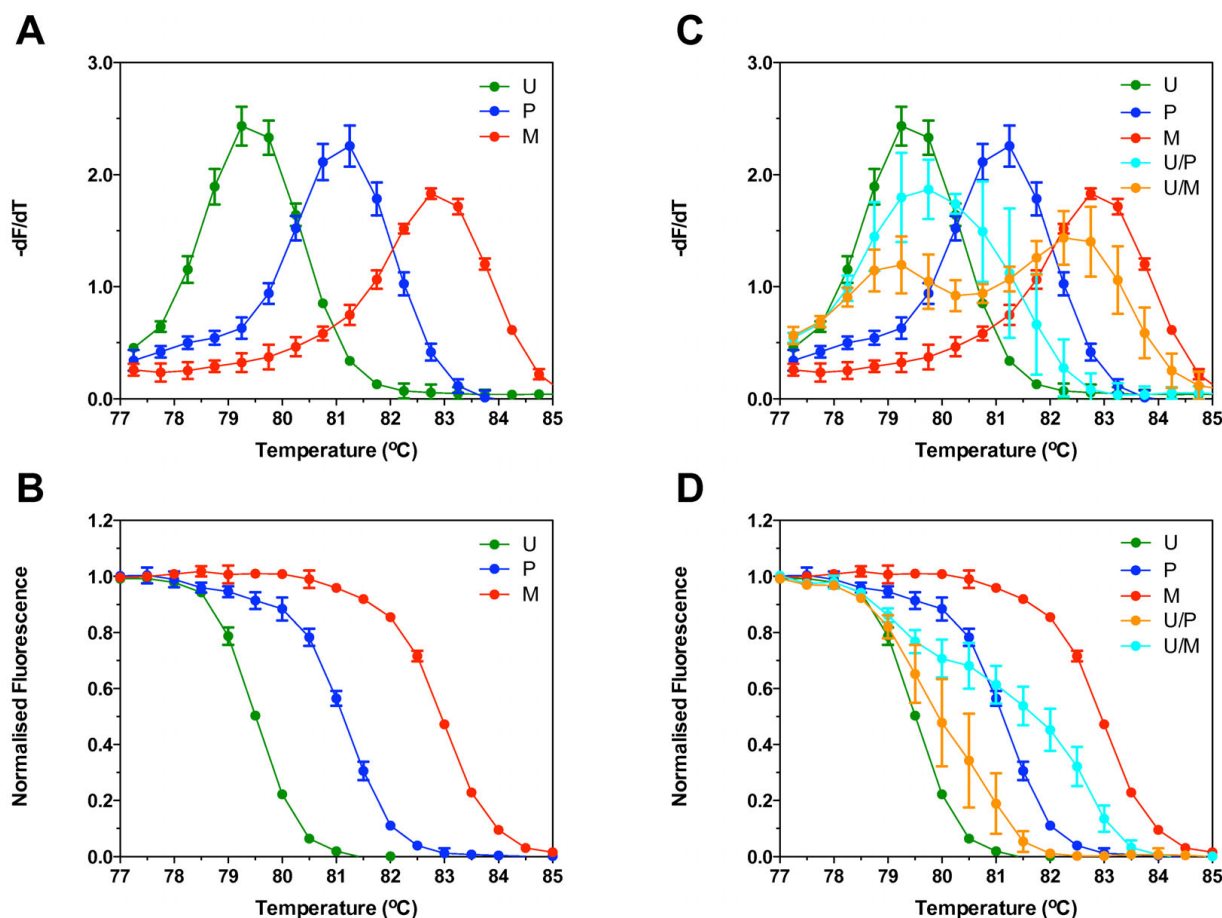 A
3.0
2.0
1.0
0.0
-dF/dT
77 78 79 80 81 82 83 84 85
Temperature (ºC)
U
P
M
C
3.0
2.0
1.0
0.0
-dF/dT
77 78 79 80 81 82 83 84 85
Temperature (ºC)
U
P
M
U/P
U/M
B
1.2
1.0
0.8
0.6
0.4
0.2
0.0
Normalised Fluorescence
77 78 79 80 81 82 83 84 85
Temperature (ºC)
U
P
M
D
1.2
1.0
0.8
0.6
0.4
0.2
0.0
Normalised Fluorescence
77 78 79 80 81 82 83 84 85
Temperature (ºC)
U
P
M
U/P
U/M